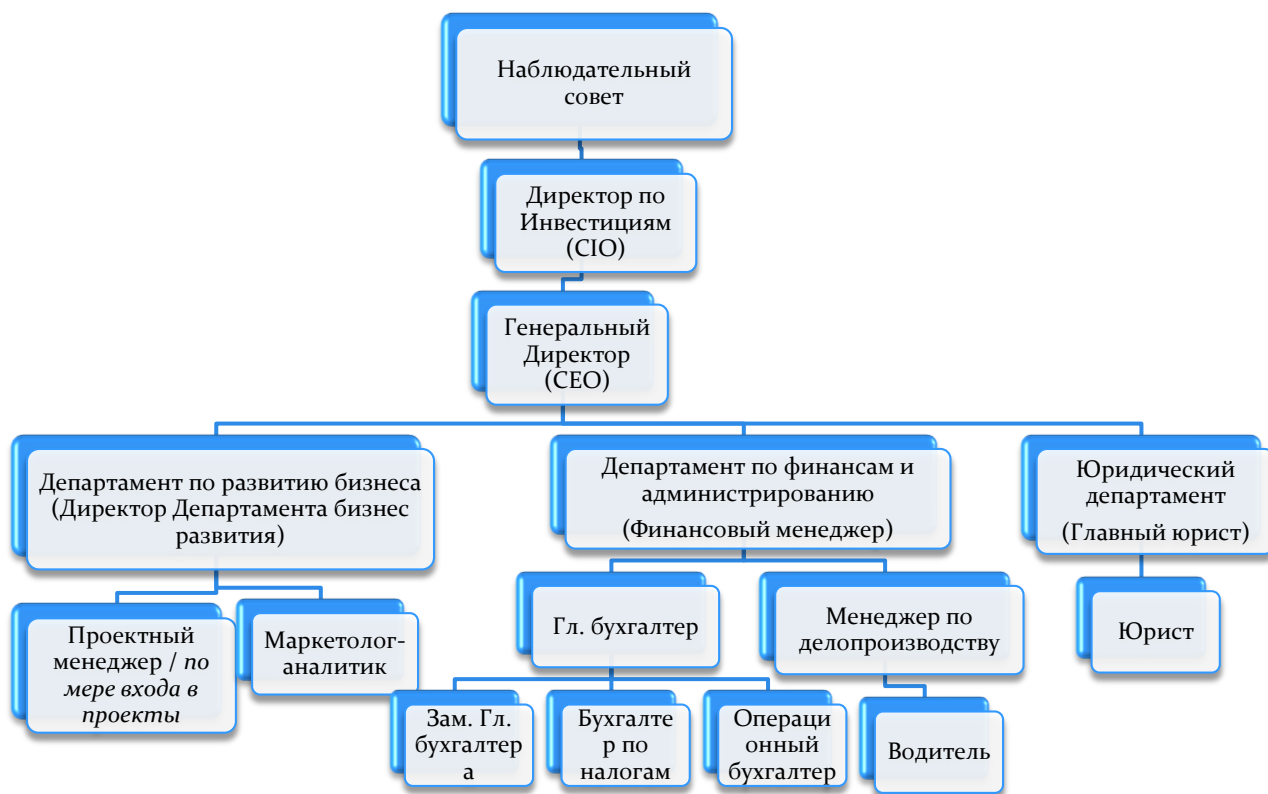 Наблюдательный
совет
Директор по
Инвестициям
(CIO)
Генеральный
Директор
(CEO)
Департамент по развитию бизнеса
(Директор Департамента бизнес
развития)
Департамент по финансам и
администрированию
(Финансовый менеджер)
Юридический
департамент
(Главный юрист)
Проектный
менеджер / по
мере входа в
проекты
Маркетолог-
аналитик
Гл. бухгалтер
Менеджер по
делопроизводству
Юрист
Зам. Гл.
бухгалтер
а
Бухгалте
р по
налогам
Операци
онный
бухгалтер
Водитель